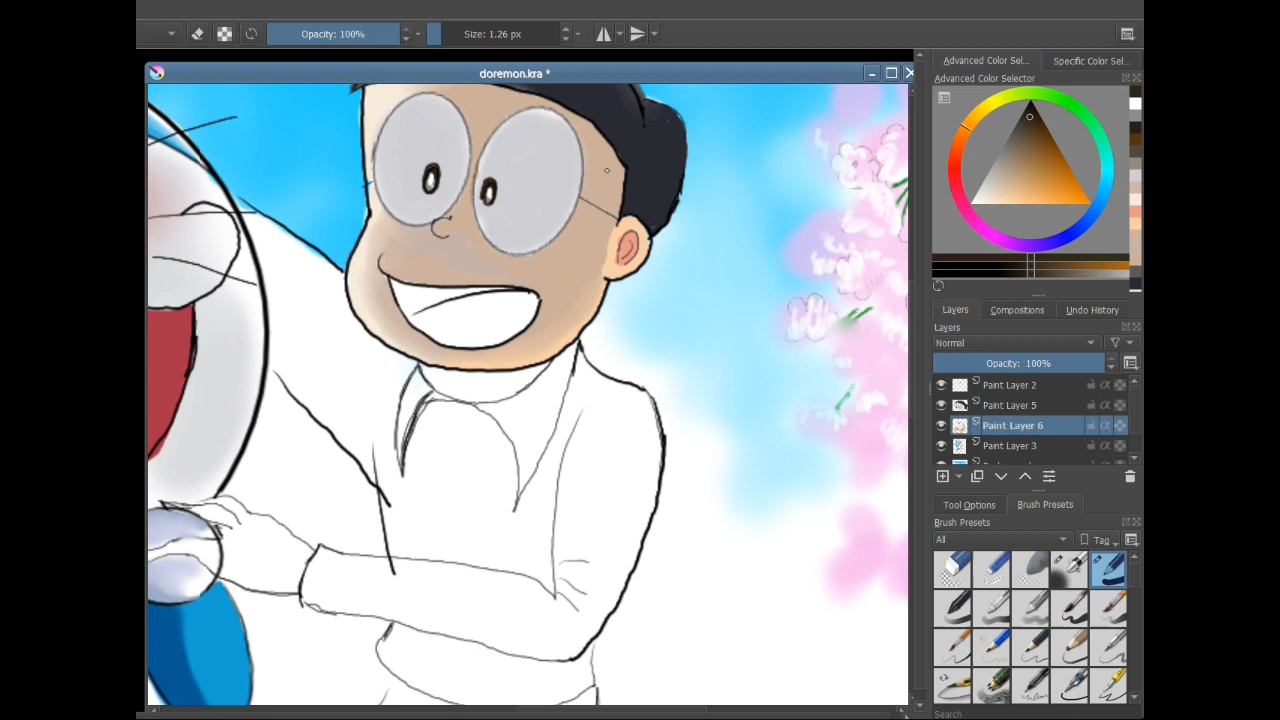 Opacity: 100%
Size: 1.26 px
doremon.kra *
Advanced Color Sel...
Specific Color Sel...
Advanced Color Selector
Layers
Compositions
Undo History
Layers
Normal
Opacity: 100%
Paint Layer 2
Paint Layer 5
Paint Layer 6
Paint Layer 3
Tool Options
Brush Presets
Brush Presets
All
Tag
Search